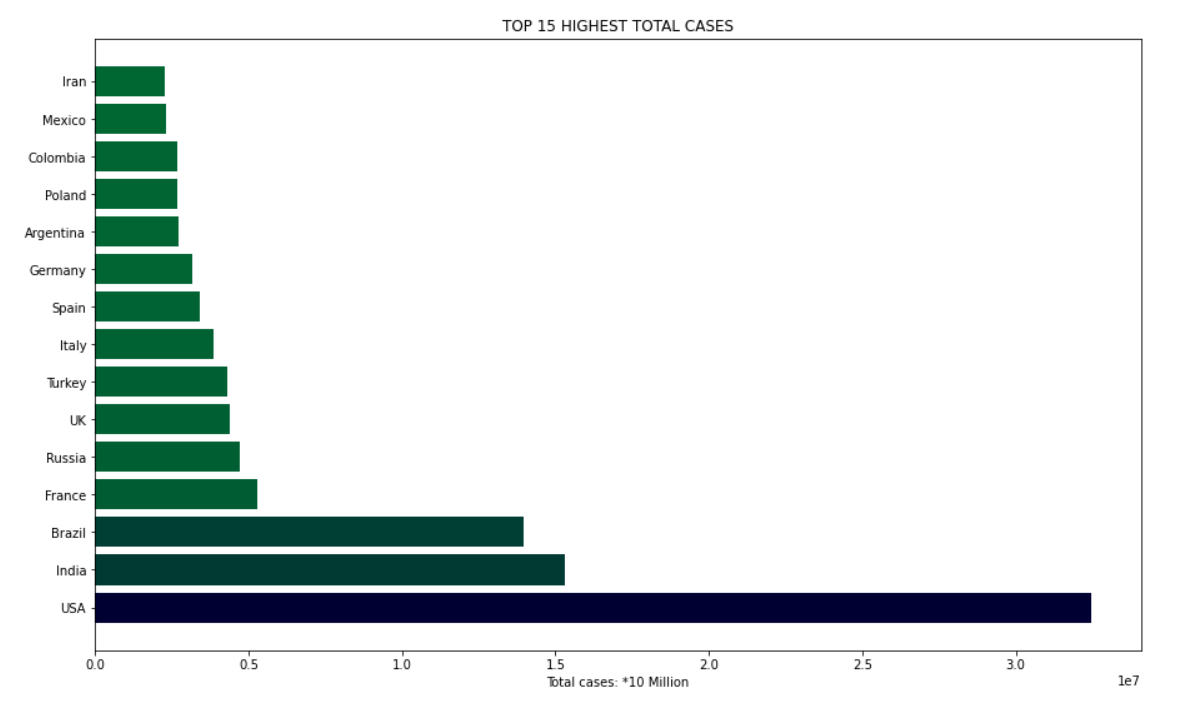 TOP 15 HIGHEST TOTAL CASES
Iran
Mexico
Colombia
Poland
Argentina
Germany
Spain
Italy
Turkey
UK
Russia
France
Brazil
India
USA
0.0 0.5 1.0 1.5 2.0 2.5 3.0
Total cases: *10 Million
1e7